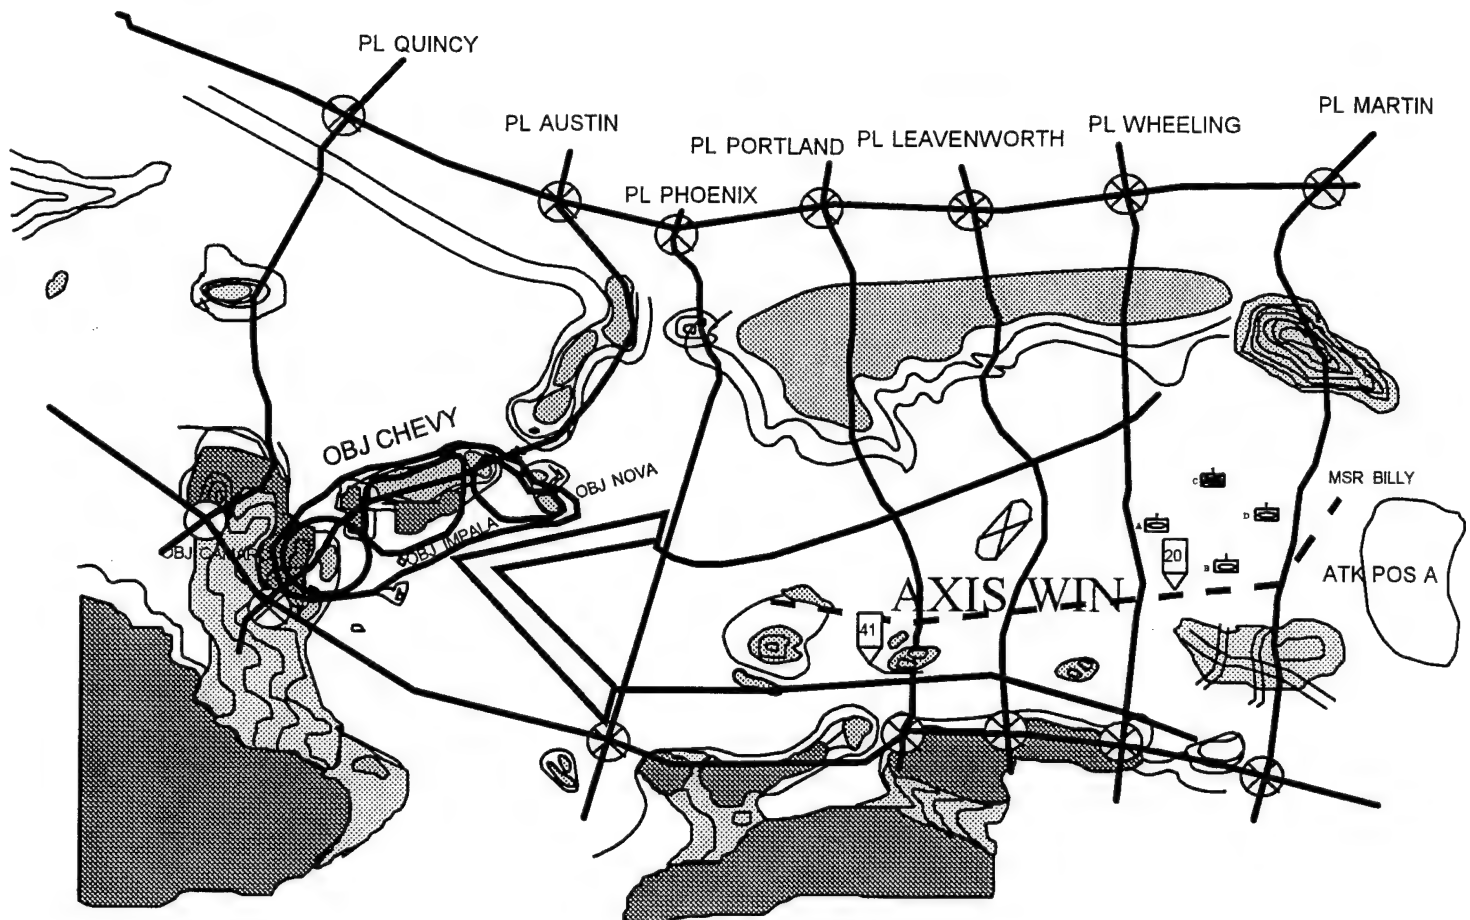 PL QUINCY
PL AUSTIN
PL PHOENIX
PL PORTLAND
PL LEAVENWORTH
PL WHEELING
PL MARTIN
OBJ CHEVY
OBJ NOVA
OBJ IMPALA
MSR BILLY
C
A
D
B
20
ATK POS A
AXIS WIN
41